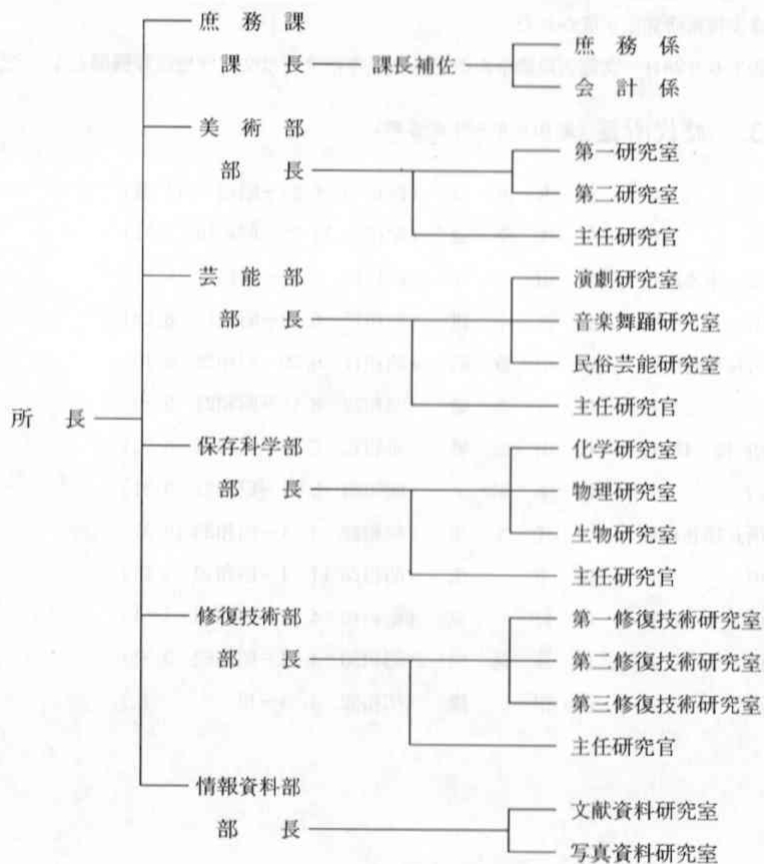 庶務課
課長 課長補佐
庶務係
会計係
美術部
部長
第一研究室
第二研究室
主任研究官
芸能部
部長
演劇研究室
音楽舞踊研究室
民俗芸能研究室
主任研究官
所長
保存科学部
部長
化学研究室
物理研究室
生物研究室
主任研究官
修復技術部
部長
第一修復技術研究室
第二修復技術研究室
第三修復技術研究室
主任研究官
情報資料部
部長
文献資料研究室
写真資料研究室